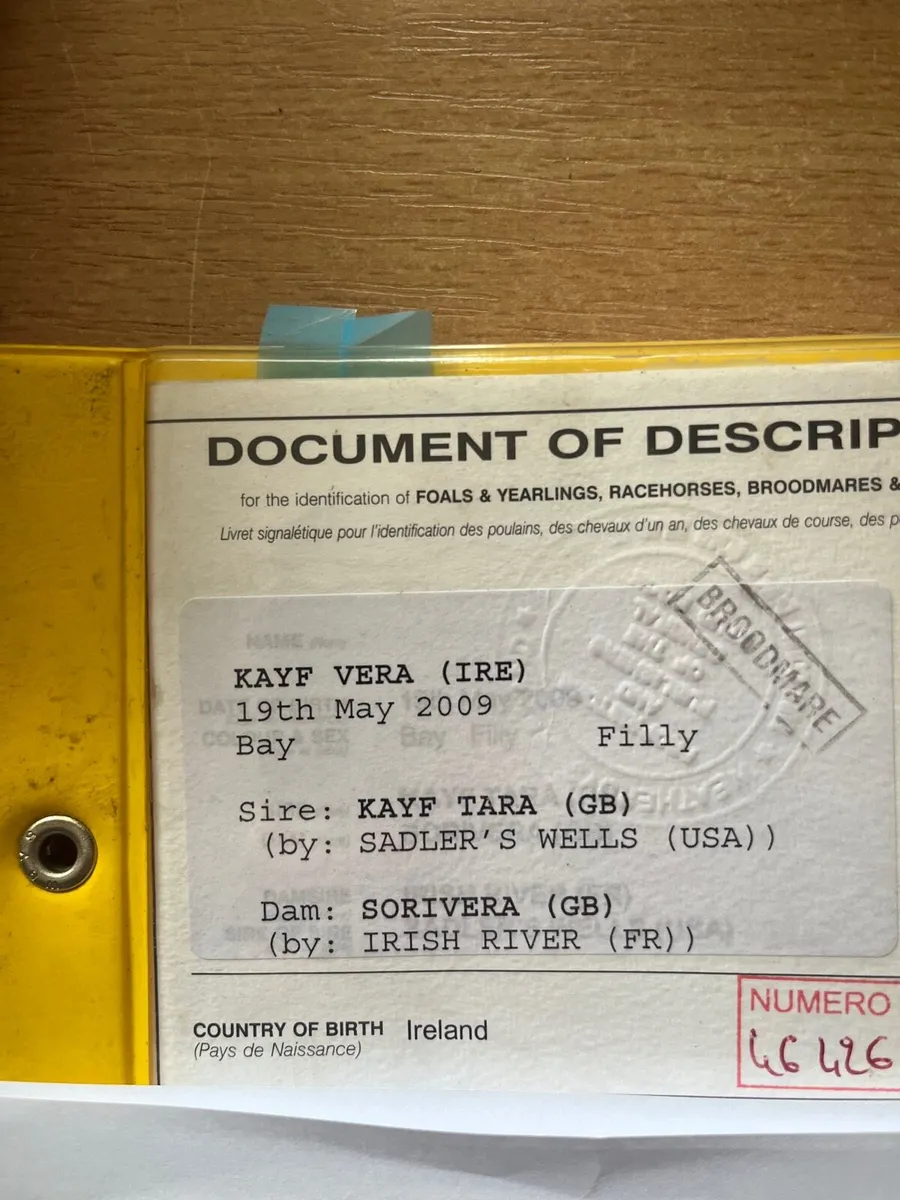 DOCUMENT OF DESCRIP
for the identification of FOALS & YEARLINGS, RACEHORSES, BROODMARES &
Livret signalétique pour l'identification des poulains, des chevaux d'un an, des chevaux de course, des p
BROODMARE
KAYF VERA (IRE)
19th May 2009
Bay Filly
Sire: KAYF TARA (GB)
(by: SADLER'S WELLS (USA))
Dam: SORIVERA (GB)
(by: IRISH RIVER (FR))
COUNTRY OF BIRTH Ireland
(Pays de Naissance)
NUMERO
46 426